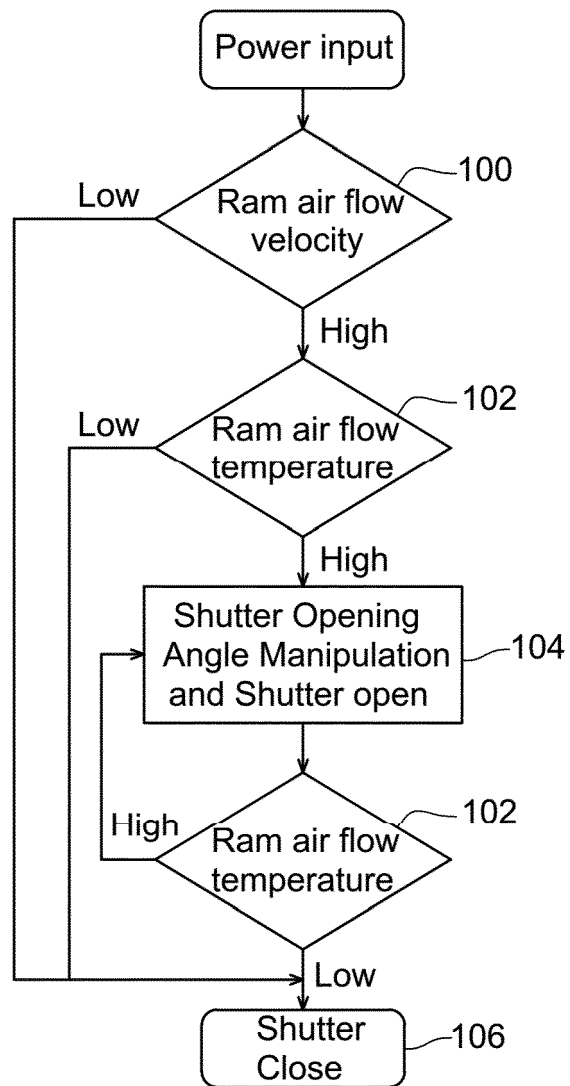 Power input
100
Low
Ram air flow
velocity
High
102
Low
Ram air flow
temperature
High
Shutter Opening
Angle Manipulation
and Shutter open
104
102
High
Ram air flow
temperature
Low
Shutter
Close
106